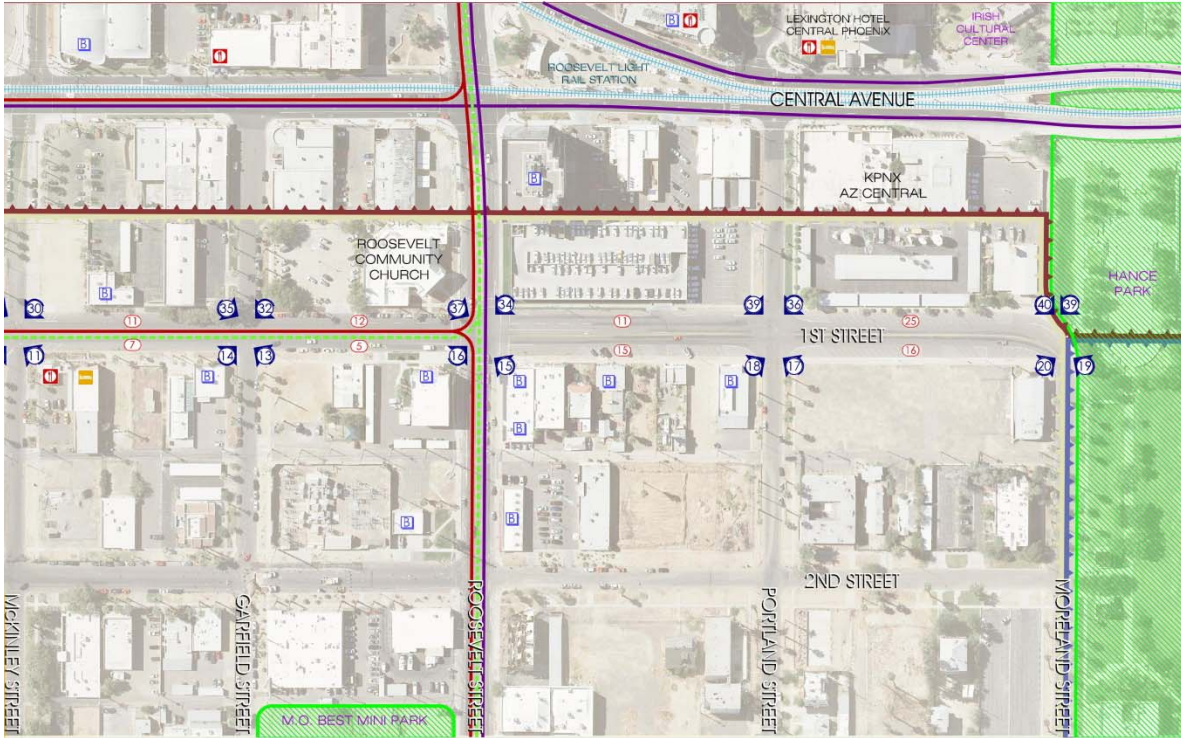 LEXINGTON HOTEL
CENTRAL PHOENIX
IRISH
CULTURAL
CENTER
B
B
ROOSEVELT LIGHT
RAIL STATION
CENTRAL AVENUE
B
KPNX
AZ CENTRAL
ROOSEVELT
COMMUNITY
CHURCH
HANCE
PARK
B
30
35
32
37
34
39
36
40
39
11
12
11
25
1ST STREET
7
5
15
16
11
14
13
16
15
18
17
20
19
B
B
B
B
B
B
B
B
2ND STREET
MCKINLEY STREET
GARFIELD STREET
ROOSEVELT STREET
PORTLAND STREET
MORELAND STREET
M.O. BEST MINI PARK